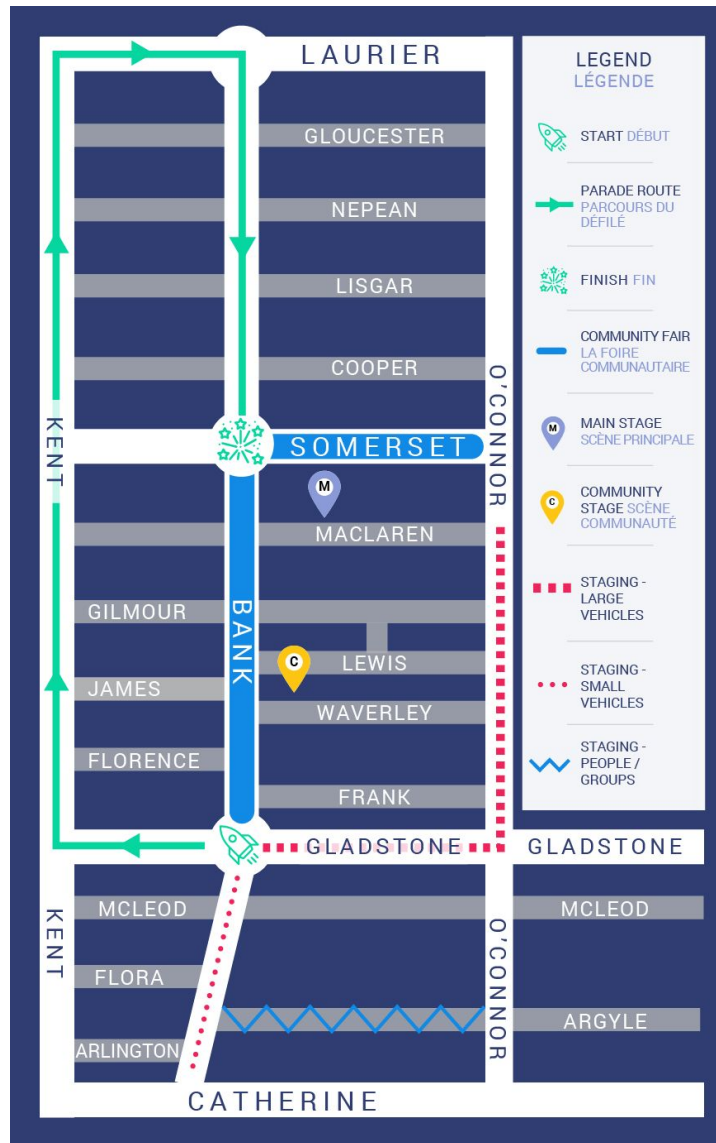 LAURIER
GLOUCESTER
NEPEAN
LISGAR
COOPER
KENT
O'CONNOR
SOMERSET
M
MACLAREN
GILMOUR
BANK
C
LEWIS
JAMES
WAVERLEY
FLORENCE
FRANK
GLADSTONE
GLADSTONE
KENT
MCLEOD
O'CONNOR
MCLEOD
FLORA
ARGYLE
ARLINGTON
CATHERINE
LEGEND
LÉGENDE
START DÉBUT
PARADE ROUTE
PARCOURS DU
DÉFILÉ
FINISH FIN
COMMUNITY FAIR
LA FOIRE
COMMUNAUTAIRE
M
MAIN STAGE
SCÈNE PRINCIPALE
C
COMMUNITY
STAGE SCÈNE
COMMUNAUTÉ
STAGING -
LARGE
VEHICLES
STAGING -
SMALL
VEHICLES
STAGING -
PEOPLE /
GROUPS